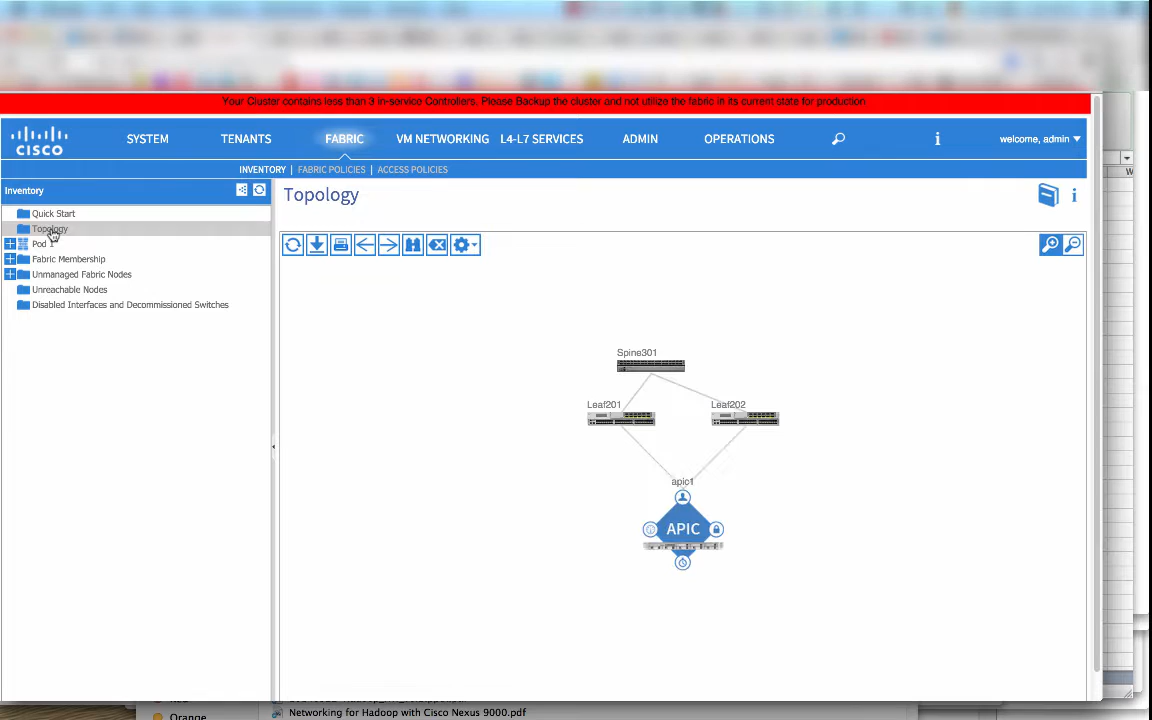 Your Cluster contains less than 3 in-service Controllers. Please Backup the cluster and not utilize the fabric in its current state for production
CISCO
SYSTEM TENANTS FABRIC VM NETWORKING L4-L7 SERVICES ADMIN OPERATIONS i welcome, admin
INVENTORY | FABRIC POLICIES | ACCESS POLICIES
Inventory
Quick Start
Topology
Pod 1
Fabric Membership
Unmanaged Fabric Nodes
Unreachable Nodes
Disabled Interfaces and Decommissioned Switches
Topology
i
Spine301
Leaf201 Leaf202
apic1
APIC
Orange
Networking for Hadoop with Cisco Nexus 9000.pdf